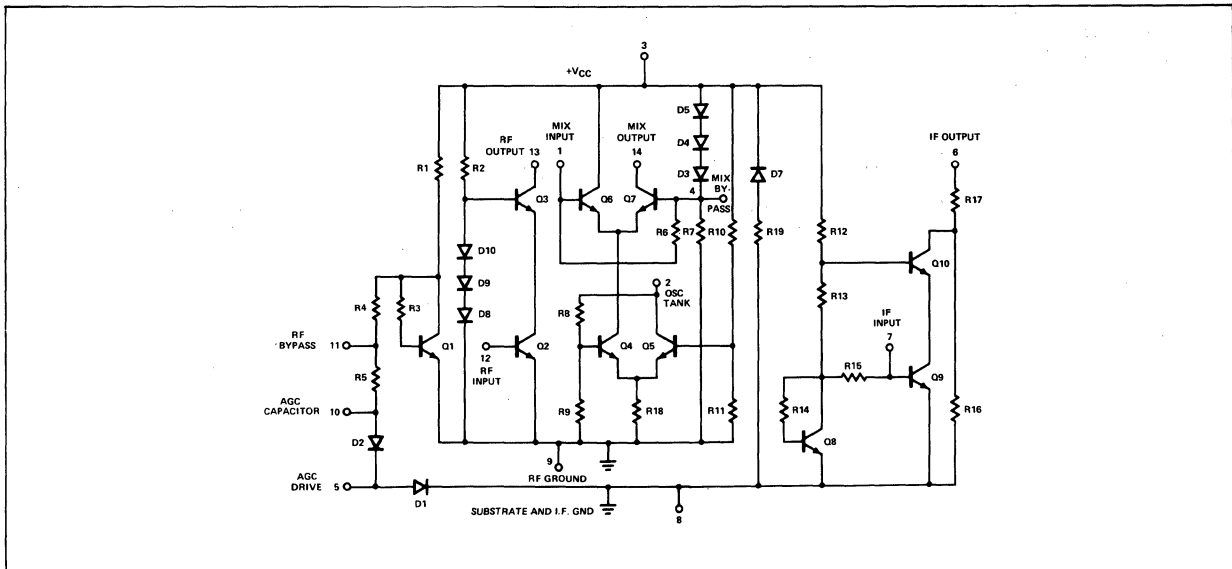 3
+VCC
D5
MIX
INPUT
1
MIX
OUTPUT
14
RF
OUTPUT 13
D4
IF OUTPUT
6
R1
R2
D3
D7
4 MIX
BY-
PASS
Q3
Q6
Q7
R17
R6
R7
R10
R19
R12
Q10
D10
2
OSC
TANK
R13
D9
R4
R3
R8
IF
INPUT
7
D8
RF
BYPASS 11
Q1
Q2
12
RF
INPUT
Q4
Q5
R15
Q9
R5
AGC
CAPACITOR 10
R9
R18
R11
R14
R16
D2
Q8
9
RF GROUND
AGC
DRIVE 5
D1
SUBSTRATE AND I.F. GND
8